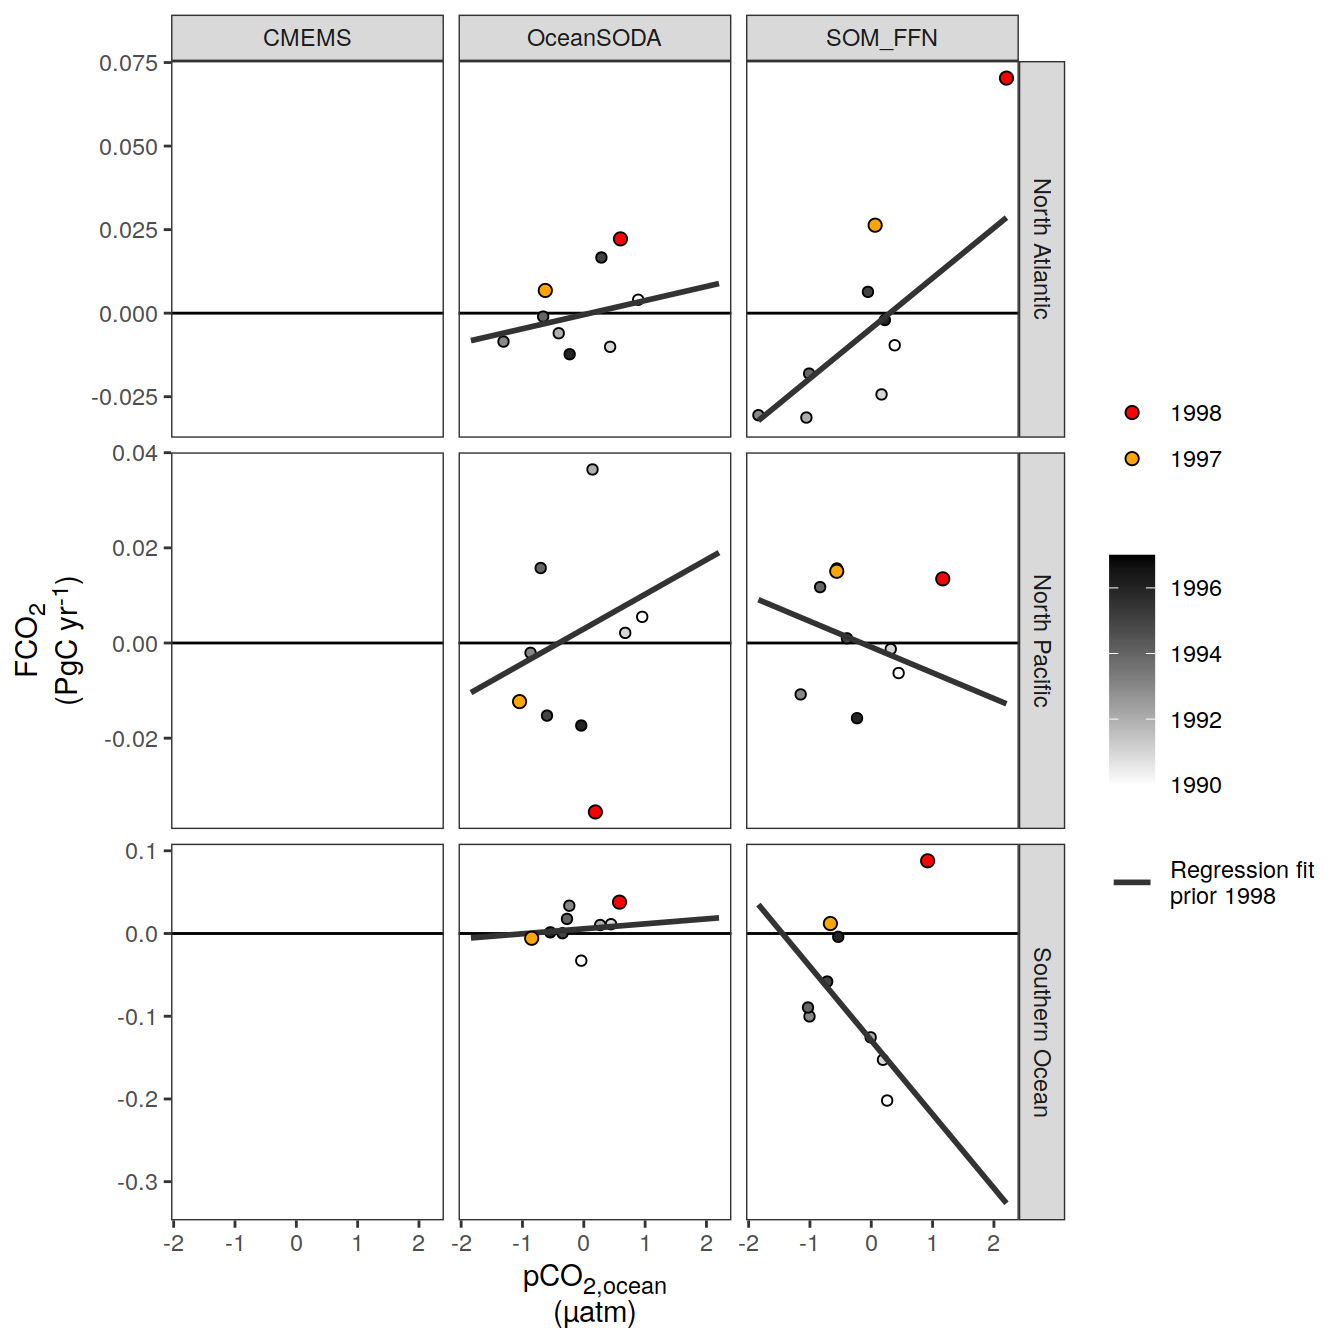 CMEMS OceanSODA SOM_FFN
0.075
0.050
0.025
0.000
-0.025
North Atlantic
0.04
0.02
0.00
-0.02
North Pacific
0.1
0.0
-0.1
-0.2
-0.3
Southern Ocean
-2 -1 0 1 2 -2 -1 0 1 2 -2 -1 0 1 2
pCO2,ocean
(µatm)
FCO2
(PgC yr-1)
1998
1997
1996
1994
1992
1990
Regression fit
prior 1998